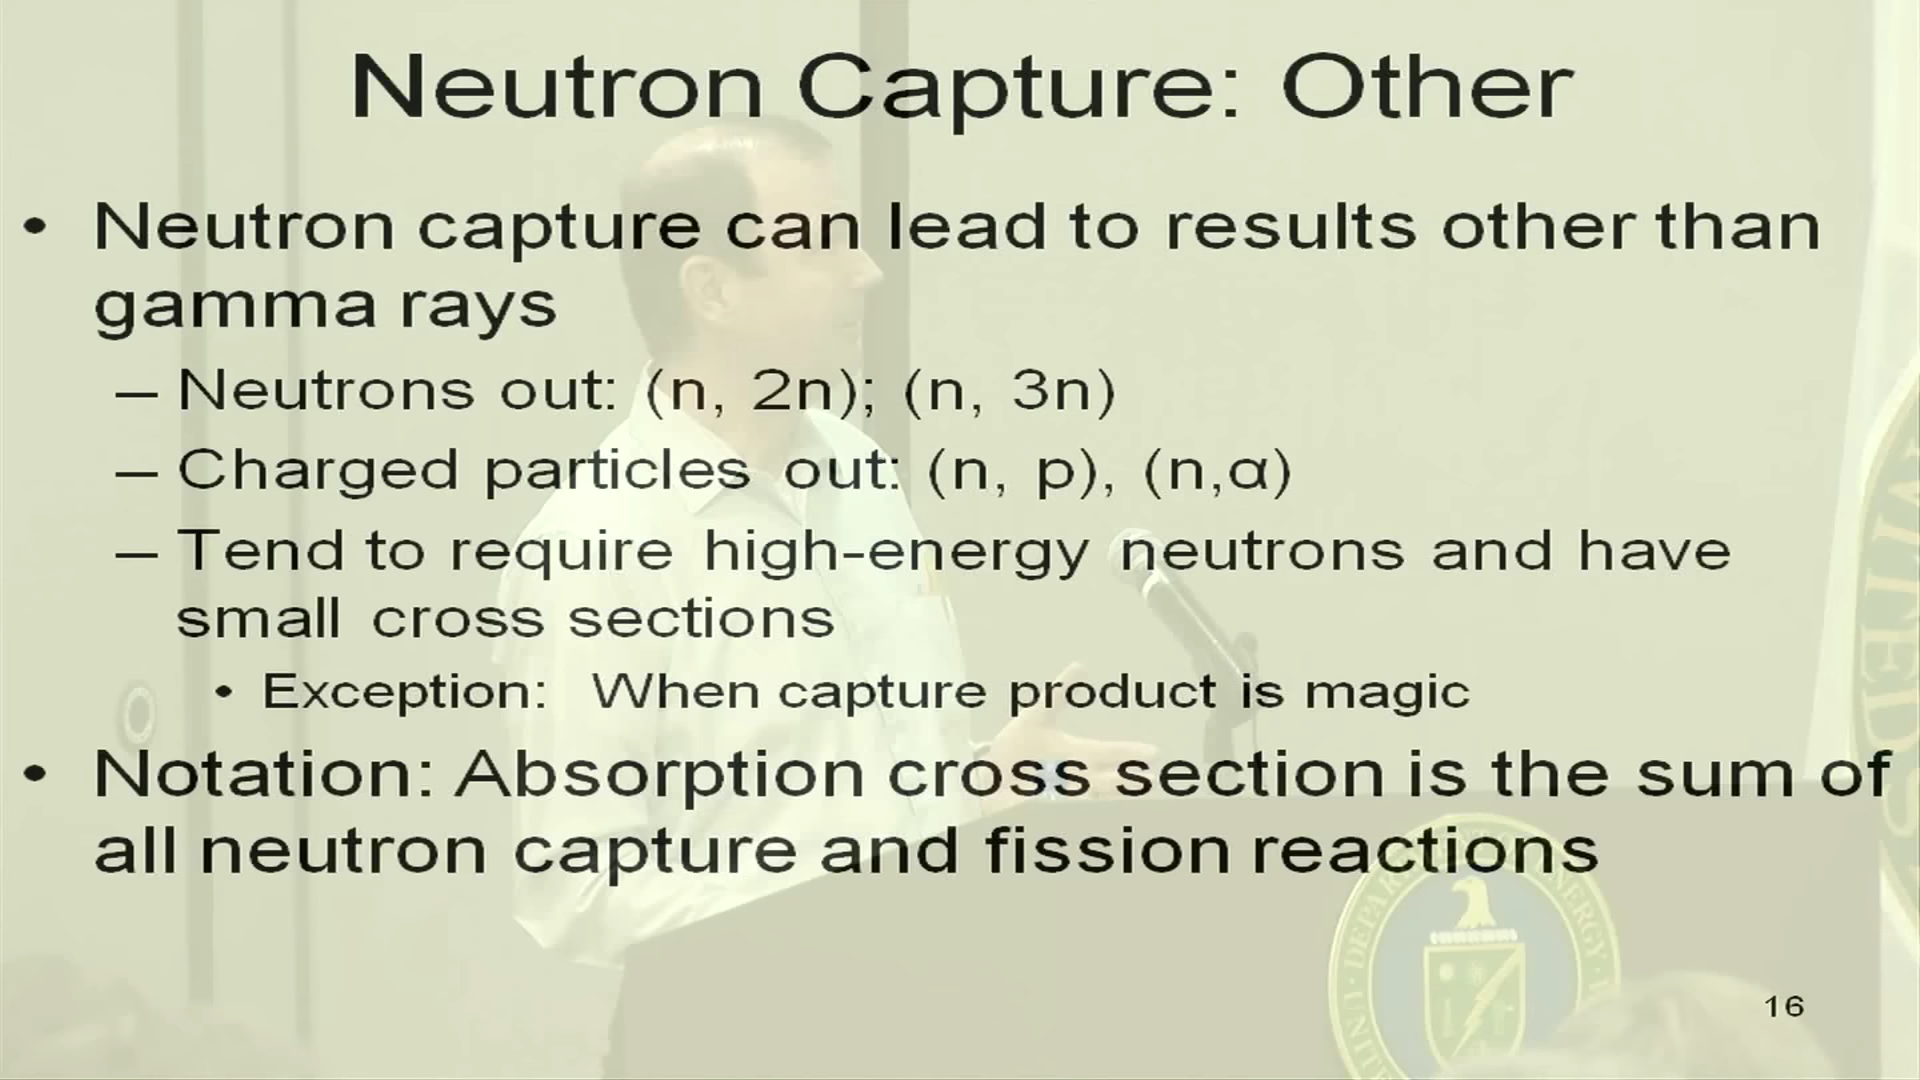 Neutron Capture: Other
• Neutron capture can lead to results other than
gamma rays
– Neutrons out: (n, 2n); (n, 3n)
– Charged particles out: (n, p), (n,α)
– Tend to require high-energy neutrons and have
small cross sections
• Exception: When capture product is magic
• Notation: Absorption cross section is the sum of
all neutron capture and fission reactions
16